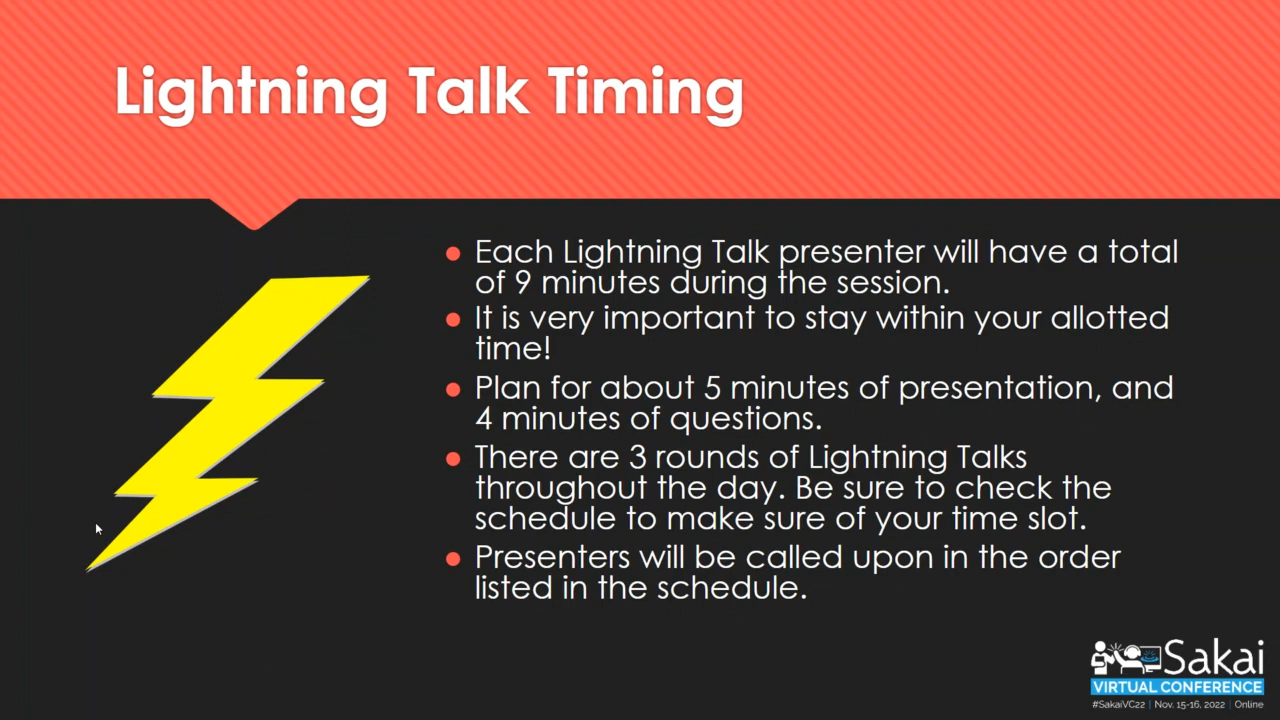 Lightning Talk Timing
Each Lightning Talk presenter will have a total
of 9 minutes during the session.
It is very important to stay within your allotted
time!
Plan for about 5 minutes of presentation, and
4 minutes of questions.
There are 3 rounds of Lightning Talks
throughout the day. Be sure to check the
schedule to make sure of your time slot.
Presenters will be called upon in the order
listed in the schedule.
Sakai
VIRTUAL CONFERENCE
#SakaiVC22 | Nov. 15-16, 2022 | Online